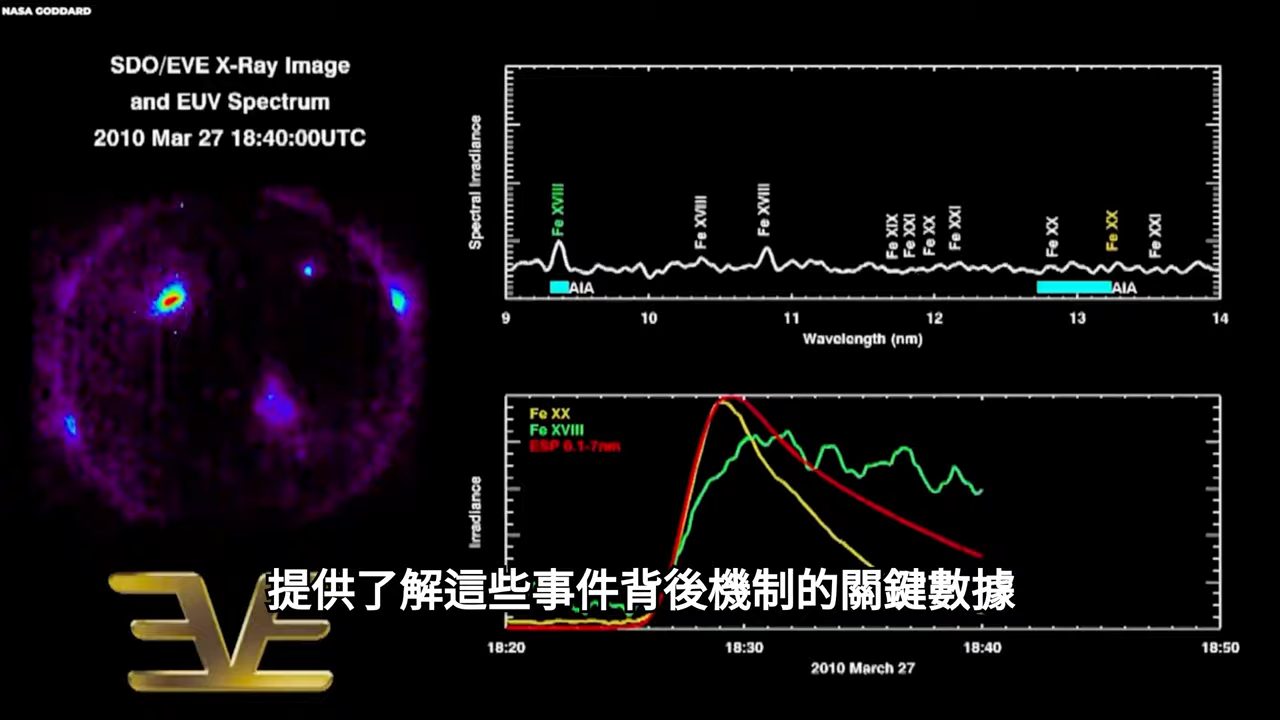 NASA GODDARD
SDO/EVE X-Ray Image
and EUV Spectrum
2010 Mar 27 18:40:00UTC
Spectral Irradiance
Fe XVIII
Fe XVIII
Fe XVIII
Fe XIX
Fe XXI
Fe XX
Fe XXI
Fe XX
Fe XX
Fe XXI
AIA
AIA
9 10 11 12 13 14
Wavelength (nm)
Irradiance
Fe XX
Fe XVIII
ESP 0.1-7nm
提供了解這些事件背後機制的關鍵數據
EVE
18:20 18:30 18:40 18:50
2010 March 27